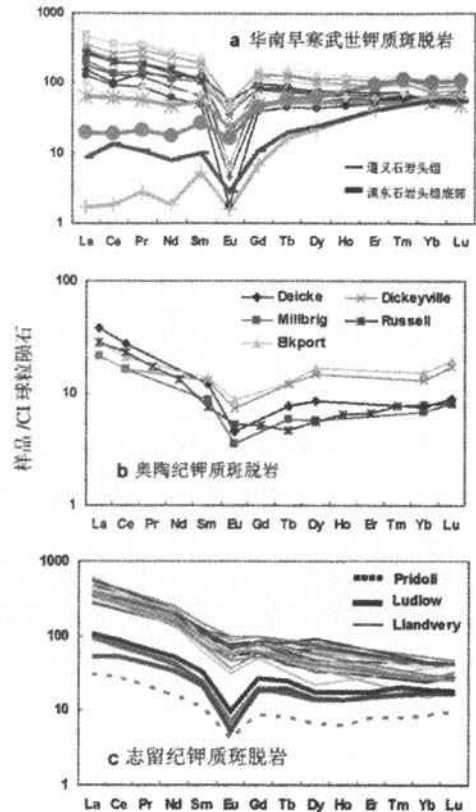 a 华南早寒武世钾质斑脱岩
1000
100
10
1
遵义石岩头组
滇东石岩头组底部
La Ce Pr Nd Sm Eu Gd Tb Dy Ho Er Tm Yb Lu
样品/CI球粒陨石
100
10
1
Deicke
Dickeyville
Millbrig
Russell
Elkport
b 奥陶纪钾质斑脱岩
La Ce Pr Nd Sm Eu Gd Tb Dy Ho Er Tm Yb Lu
1000
100
10
1
Pridoli
Ludlow
Llandvery
c 志留纪钾质斑脱岩
La Ce Pr Nd Sm Eu Gd Tb Dy Ho Er Tm Yb Lu